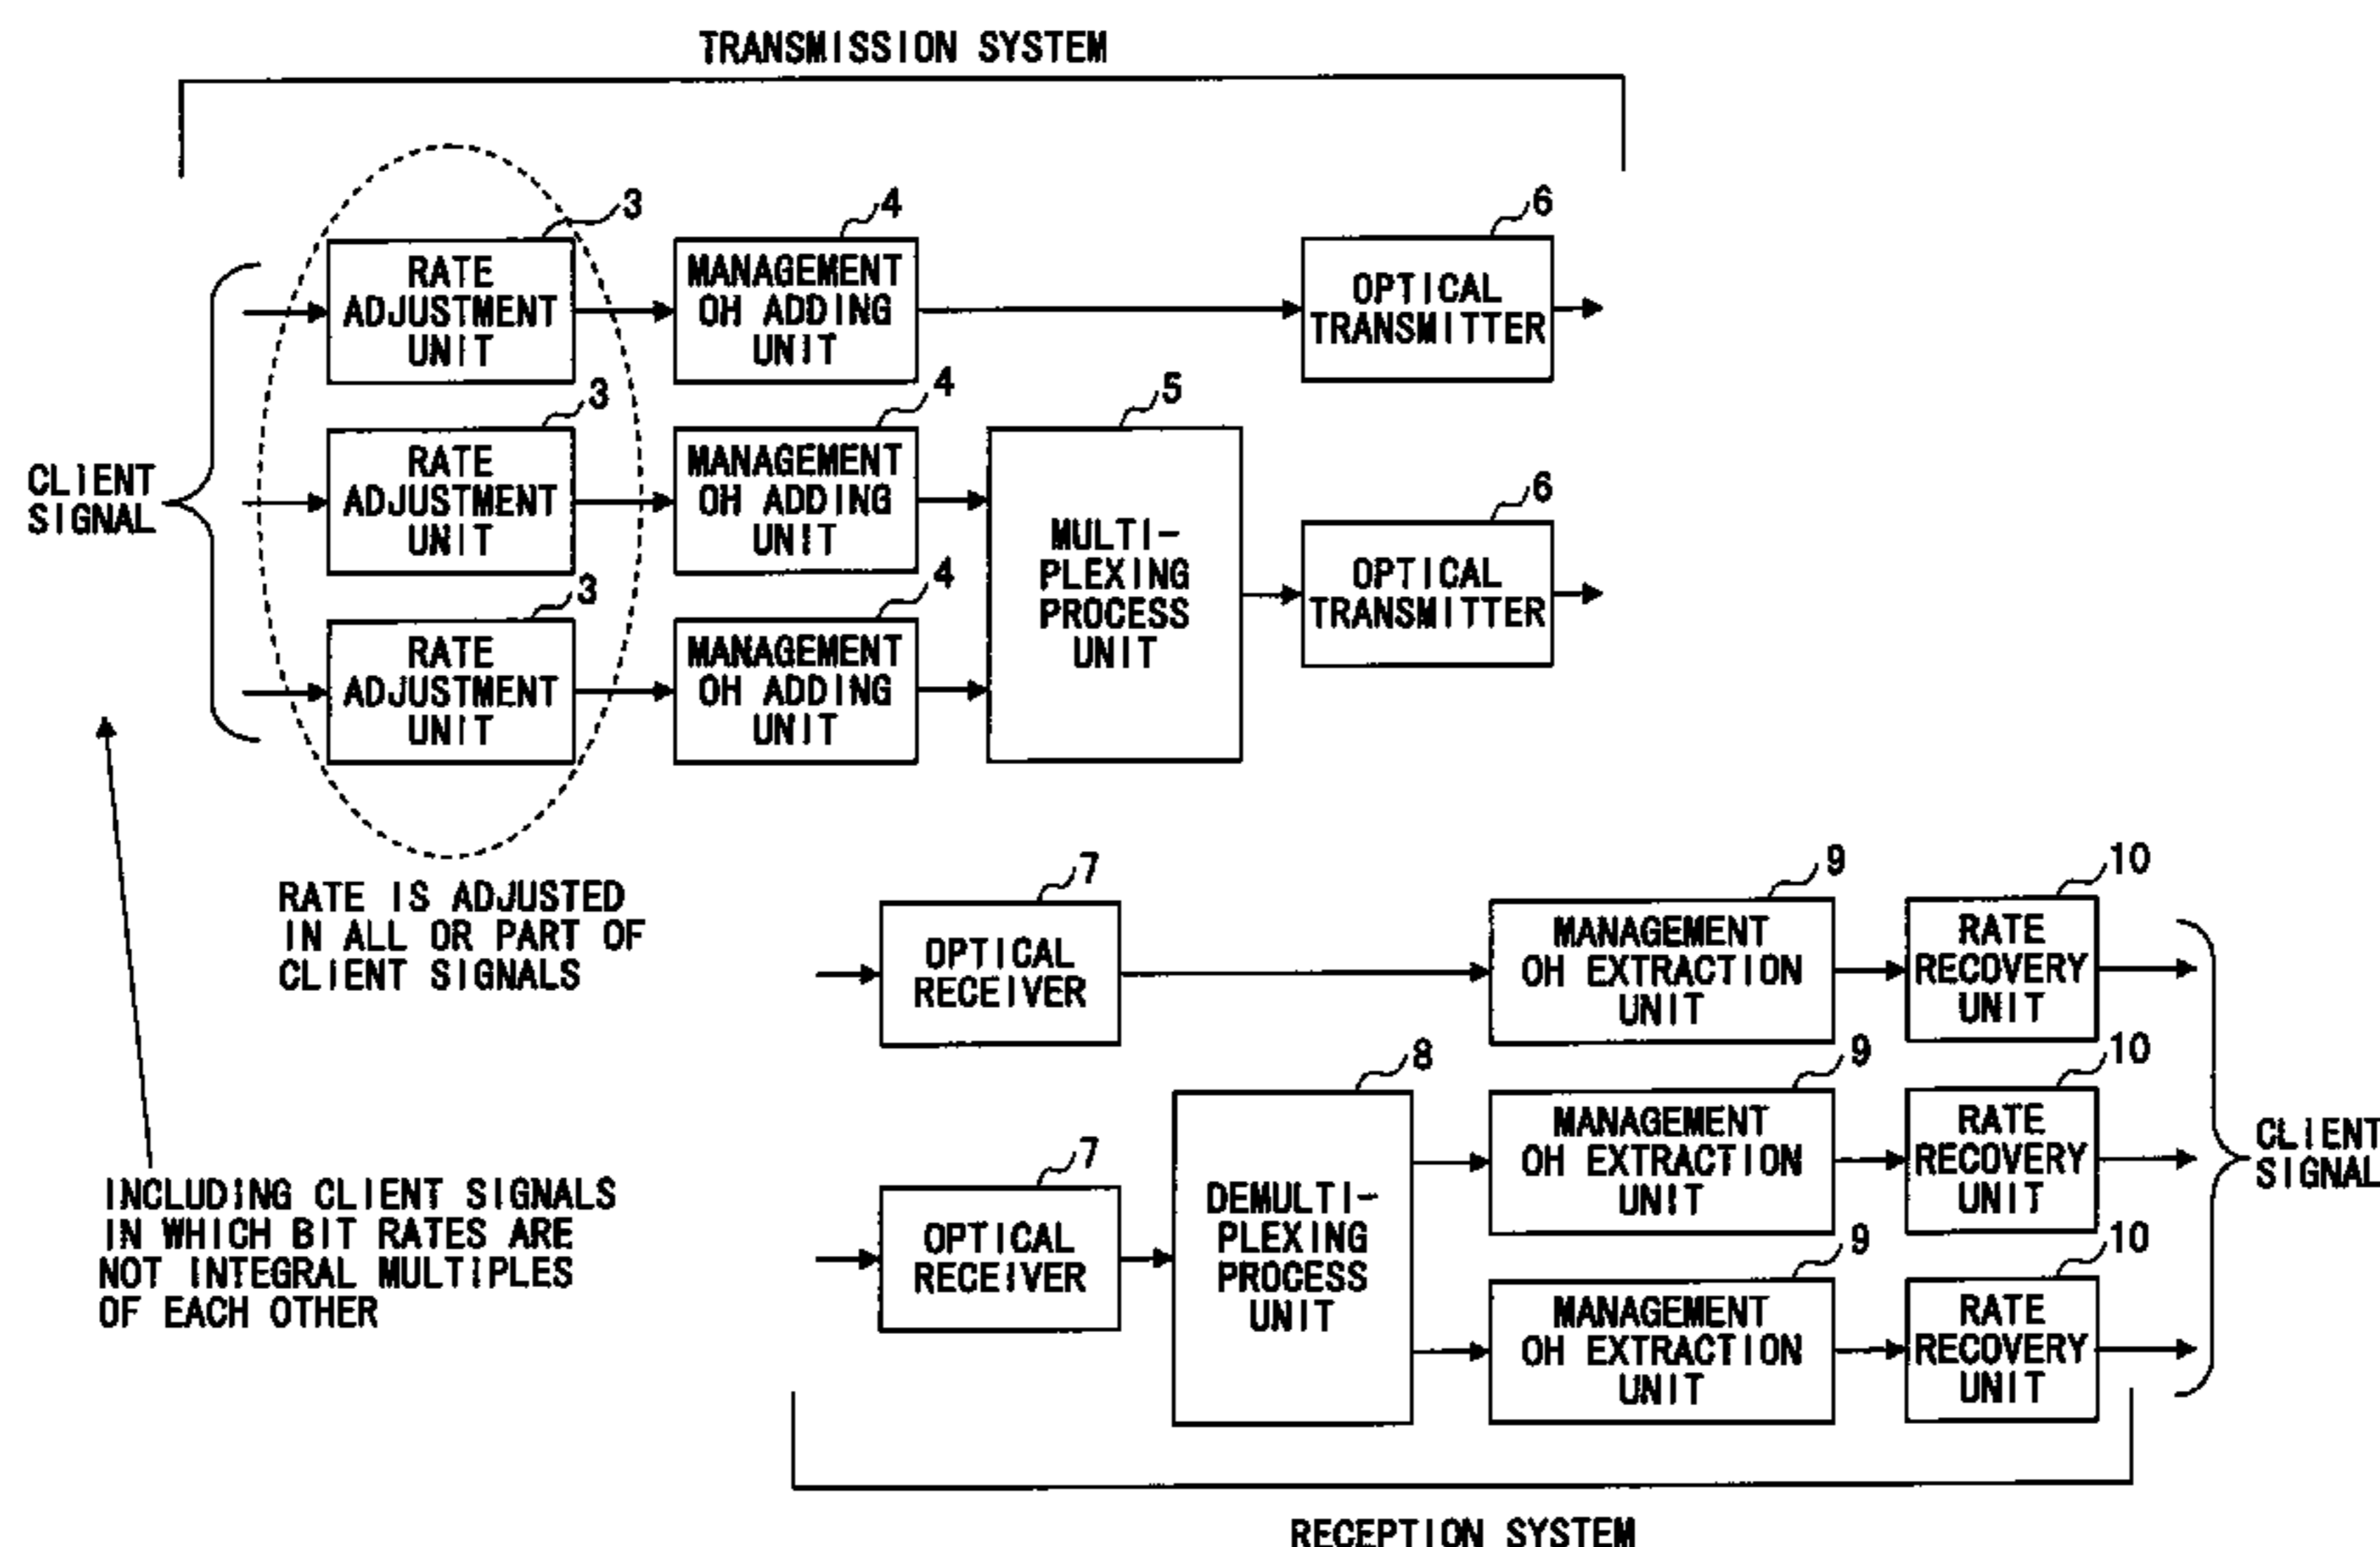 TRANSMISSION SYSTEM
3
4
6
RATE
ADJUSTMENT
UNIT
MANAGEMENT
OH ADDING
UNIT
OPTICAL
TRANSMITTER
3
4
5
6
CLIENT
SIGNAL
RATE
ADJUSTMENT
UNIT
MANAGEMENT
OH ADDING
UNIT
MULTI-
PLEXING
PROCESS
UNIT
OPTICAL
TRANSMITTER
3
4
RATE
ADJUSTMENT
UNIT
MANAGEMENT
OH ADDING
UNIT
RATE IS ADJUSTED
IN ALL OR PART OF
CLIENT SIGNALS
INCLUDING CLIENT SIGNALS
IN WHICH BIT RATES ARE
NOT INTEGRAL MULTIPLES
OF EACH OTHER
7
9
10
OPTICAL
RECEIVER
MANAGEMENT
OH EXTRACTION
UNIT
RATE
RECOVERY
UNIT
7
8
9
10
OPTICAL
RECEIVER
DEMULTI-
PLEXING
PROCESS
UNIT
MANAGEMENT
OH EXTRACTION
UNIT
RATE
RECOVERY
UNIT
CLIENT
SIGNAL
9
10
MANAGEMENT
OH EXTRACTION
UNIT
RATE
RECOVERY
UNIT
RECEPTION SYSTEM